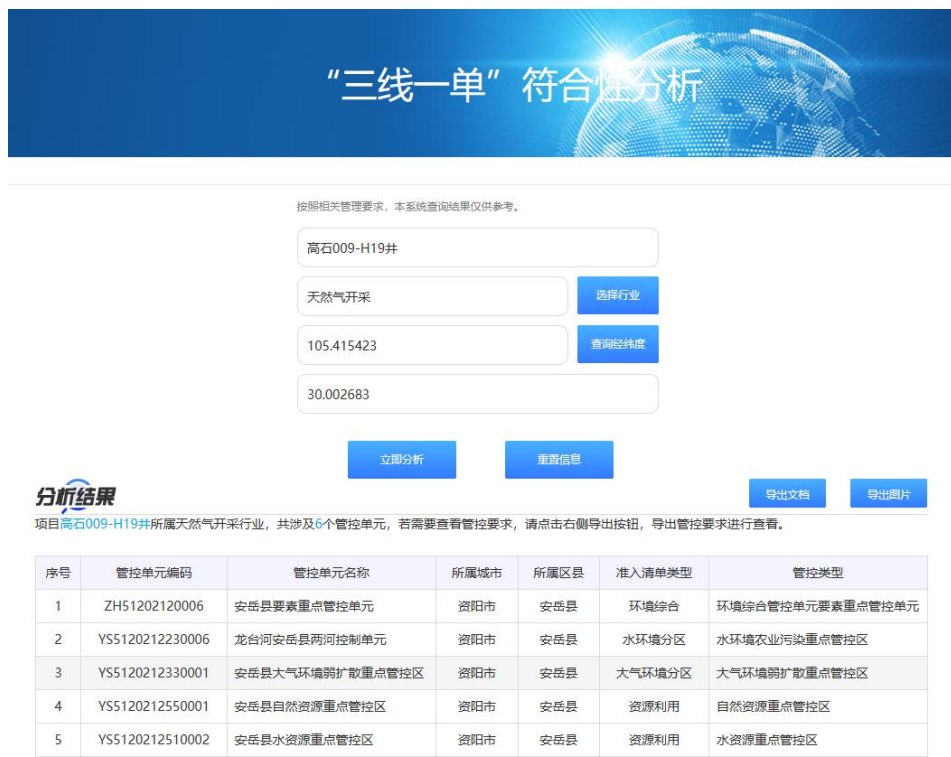 “三线一单”符合性分析
按照相关管理要求，本系统查询结果仅供参考。
高石009-H19井
天然气开采 选择行业
105.415423 查询经纬度
30.002683
立即分析 重置信息
分析结果 导出文档 导出图片
项目高石009-H19井所属天然气开采行业，共涉及6个管控单元，若需要查看管控要求，请点击右侧导出按钮，导出管控要求进行查看。
序号 管控单元编码 管控单元名称 所属城市 所属区县 准入清单类型 管控类型
1 ZH51202120006 安岳县要素重点管控单元 资阳市 安岳县 环境综合 环境综合管控单元要素重点管控单元
2 YS5120212230006 龙台河安岳县两河控制单元 资阳市 安岳县 水环境分区 水环境农业污染重点管控区
3 YS5120212330001 安岳县大气环境弱扩散重点管控区 资阳市 安岳县 大气环境分区 大气环境弱扩散重点管控区
4 YS5120212550001 安岳县自然资源重点管控区 资阳市 安岳县 资源利用 自然资源重点管控区
5 YS5120212510002 安岳县水资源重点管控区 资阳市 安岳县 资源利用 水资源重点管控区